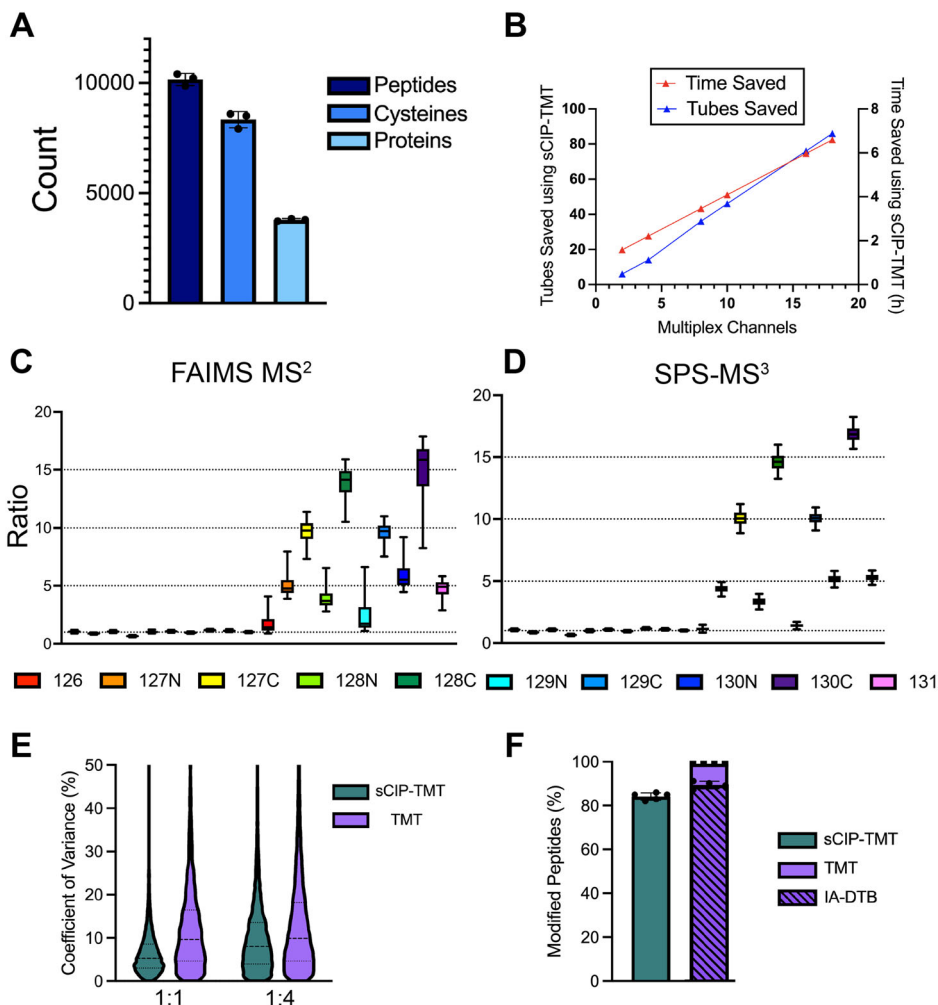 A
Count
10000
5000
0
Peptides
Cysteines
Proteins
B
Time Saved
Tubes Saved
Tubes Saved using sCIP-TMT
100
80
60
40
20
0
8
6
4
2
0
Time Saved using sCIP-TMT (h)
0
5
10
15
20
Multiplex Channels
C
FAIMS MS²
Ratio
20
15
10
5
0
D
SPS-MS³
20
15
10
5
0
126
127N
127C
128N
128C
129N
129C
130N
130C
131
E
Coefficient of Variance (%)
50
40
30
20
10
0
1:1
1:4
sCIP-TMT
TMT
F
Modified Peptides (%)
100
80
60
40
20
0
sCIP-TMT
TMT
IA-DTB